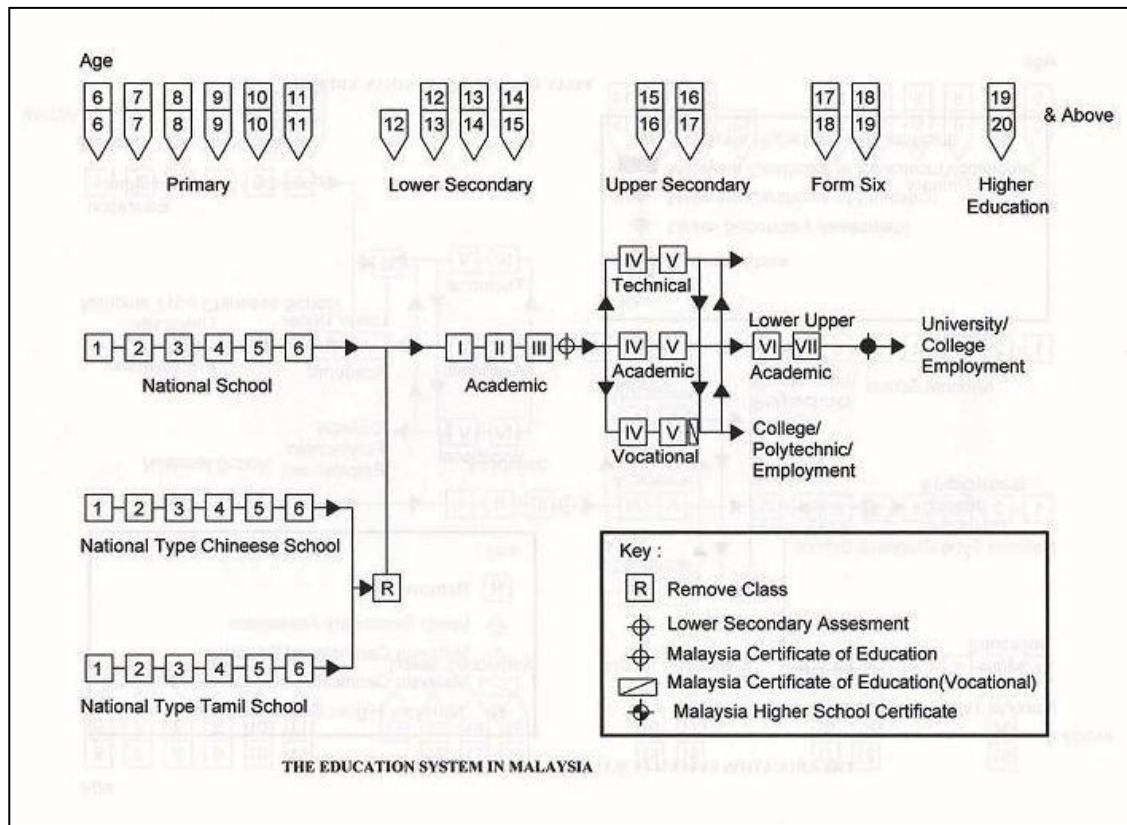 Age
6 7 8 9 10 11 12 13 14 15 16 17 18 19
6 7 8 9 10 11 12 13 14 15 16 17 18 19 20 & Above
Primary Lower Secondary Upper Secondary Form Six Higher
Education
IV V
Technical
1 2 3 4 5 6
National School
I II III
Academic
IV V
Academic
Lower Upper
VI VII
Academic
University/
College
Employment
IV V
Vocational
College/
Polytechnic/
Employment
1 2 3 4 5 6
National Type Chineese School
R
1 2 3 4 5 6
National Type Tamil School
Key :
R Remove Class
Lower Secondary Assesment
Malaysia Certificate of Education
Malaysia Certificate of Education(Vocational)
Malaysia Higher School Certificate
THE EDUCATION SYSTEM IN MALAYSIA